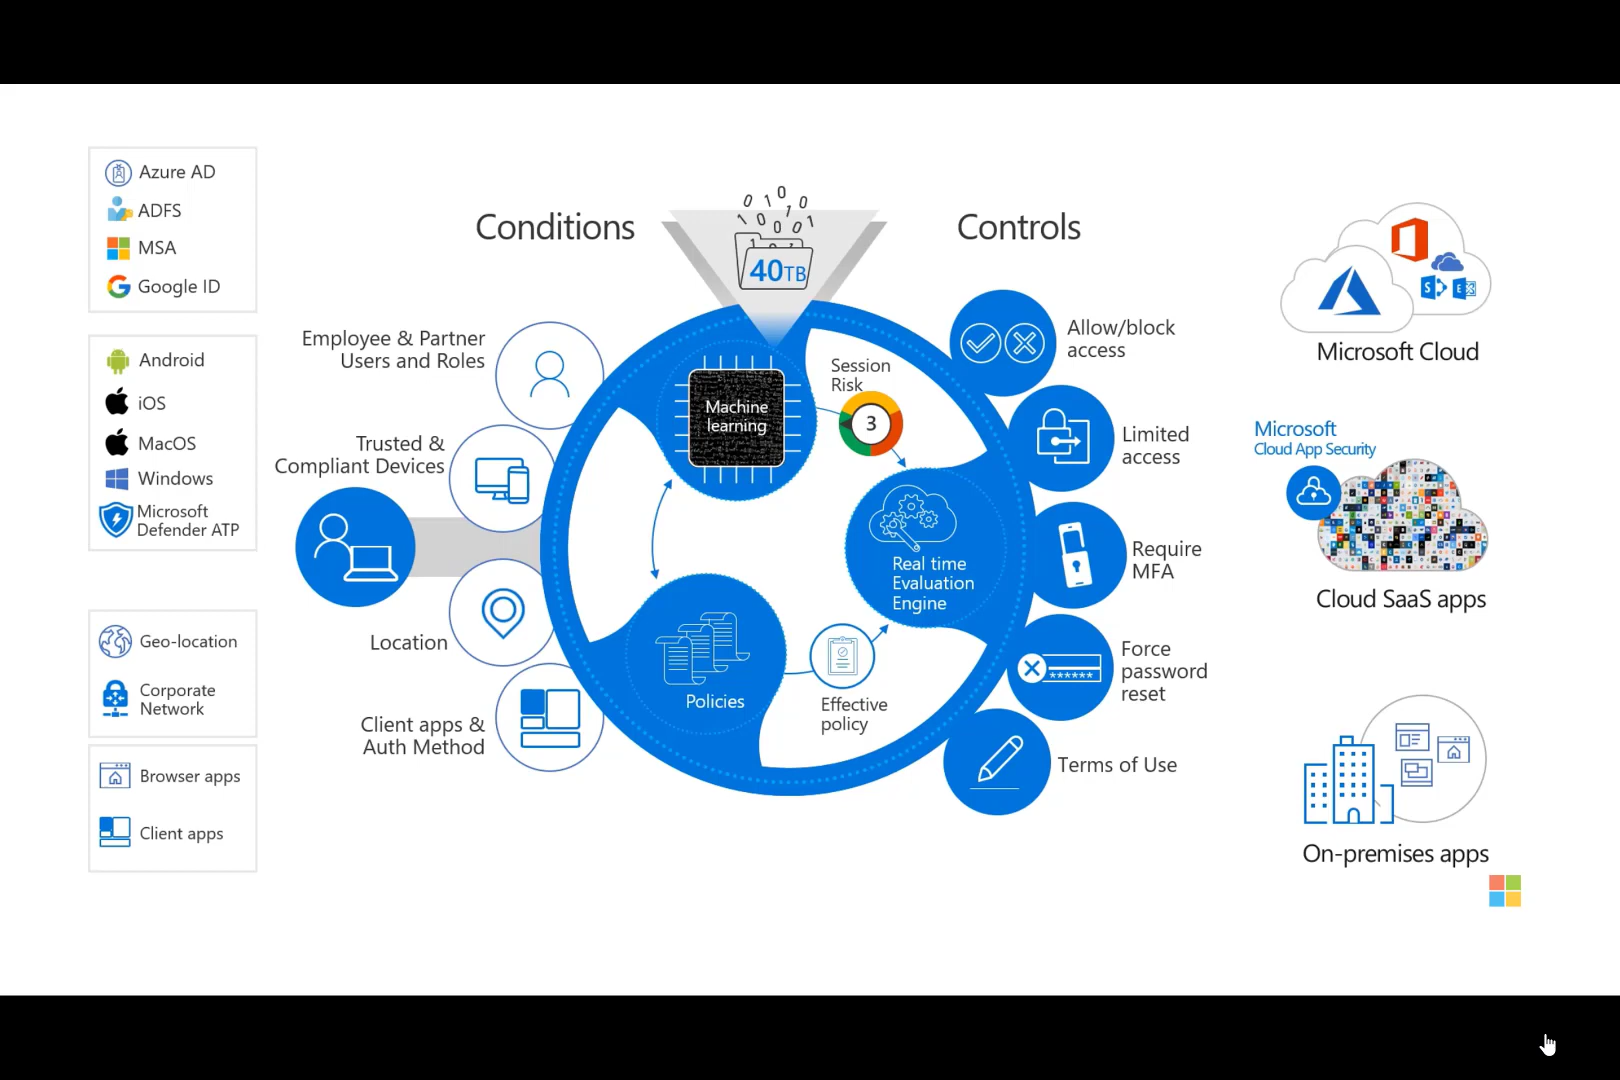 Azure AD
ADFS
MSA
Google ID
Android
iOS
MacOS
Windows
Microsoft
Defender ATP
Geo-location
Corporate
Network
Browser apps
Client apps
Conditions
Employee & Partner
Users and Roles
Trusted &
Compliant Devices
Location
Client apps &
Auth Method
40TB
Machine
learning
Session
Risk
3
Real time
Evaluation
Engine
Policies
Effective
policy
Controls
Allow/block
access
Limited
access
Require
MFA
Force
password
reset
Terms of Use
Microsoft Cloud
Microsoft
Cloud App Security
Cloud SaaS apps
On-premises apps